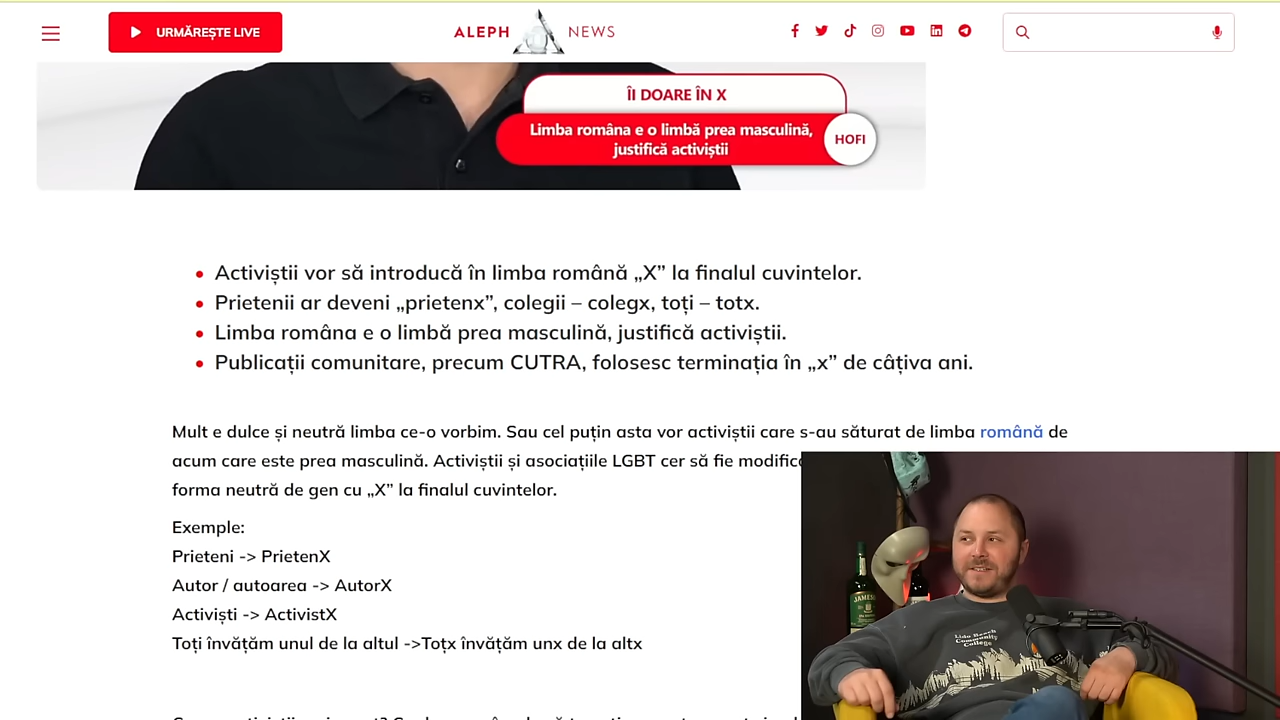 URMĂREȘTE LIVE
ALEPH NEWS
ÎI DOARE ÎN X
Limba româna e o limbă prea masculină,
justifică activiștii
HOFI
Activiștii vor să introducă în limba română „X” la finalul cuvintelor.
Prietenii ar deveni „prietenx”, colegii – colegx, toți – totx.
Limba româna e o limbă prea masculină, justifică activiștii.
Publicații comunitare, precum CUTRA, folosesc terminația în „x” de câțiva ani.
Mult e dulce și neutră limba ce-o vorbim. Sau cel puțin asta vor activiștii care s-au săturat de limba română de
acum care este prea masculină. Activiștii și asociațiile LGBT cer să fie
forma neutră de gen cu „X” la finalul cuvintelor.
Exemple:
Prieteni -> PrietenX
Autor / autoarea -> AutorX
Activiști -> ActivistX
Toți învățăm unul de la altul ->Toțx învățăm unx de la altx
JAMESON
Lido Beach
Community
College